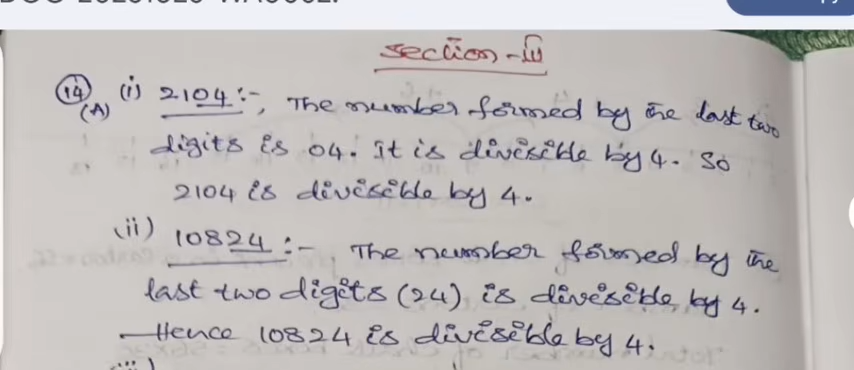 Section-III
14 (A) (i) 2104:-, The number formed by the last two
digits is 04. It is divisible by 4. So
2104 is divisible by 4.
(ii) 10824:- The number formed by the
last two digits (24) is divisible by 4.
Hence 10824 is divisible by 4.